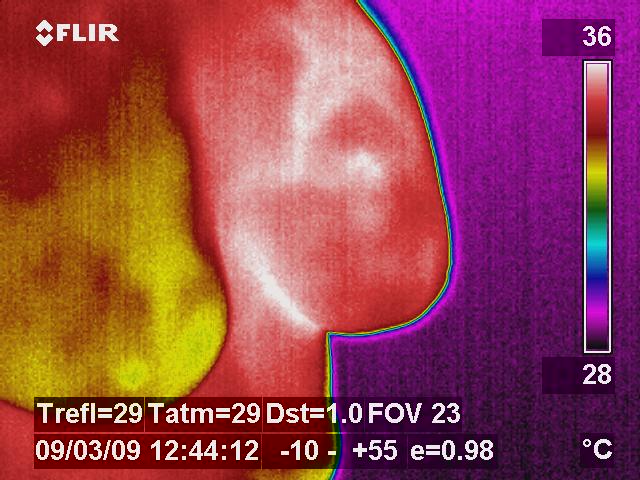 FLIR
36
28
Trefl=29 Tatm=29 Dst=1.0 FOV 23
09/03/09 12:44:12 -10 - +55 e=0.98 °C